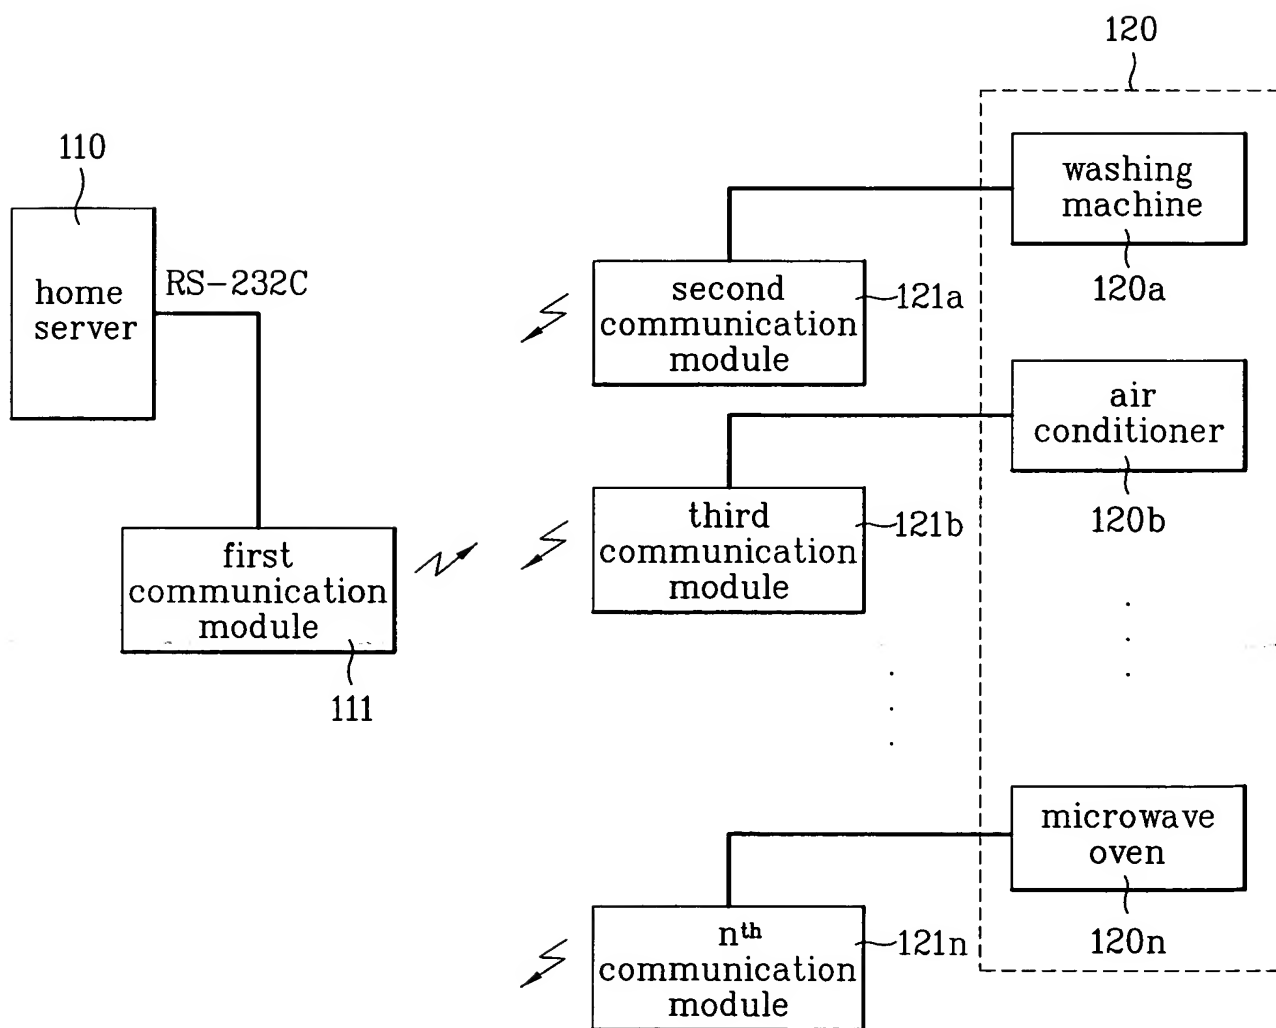 120
110
washing
machine
RS-232C
home
server
120a
second
communication
module
121a
air
conditioner
120b
third
communication
module
121b
first
communication
module
111
microwave
oven
120n
nth
communication
module
121n